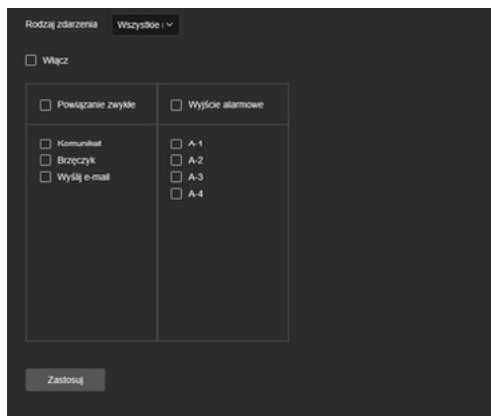 Rodzaj zdarzenia Wszystkie
Włącz
Powiązanie zwykłe Wyjście alarmowe
Komunikat A-1
Brzęczyk A-2
Wyślij e-mail A-3
A-4
Zastosuj